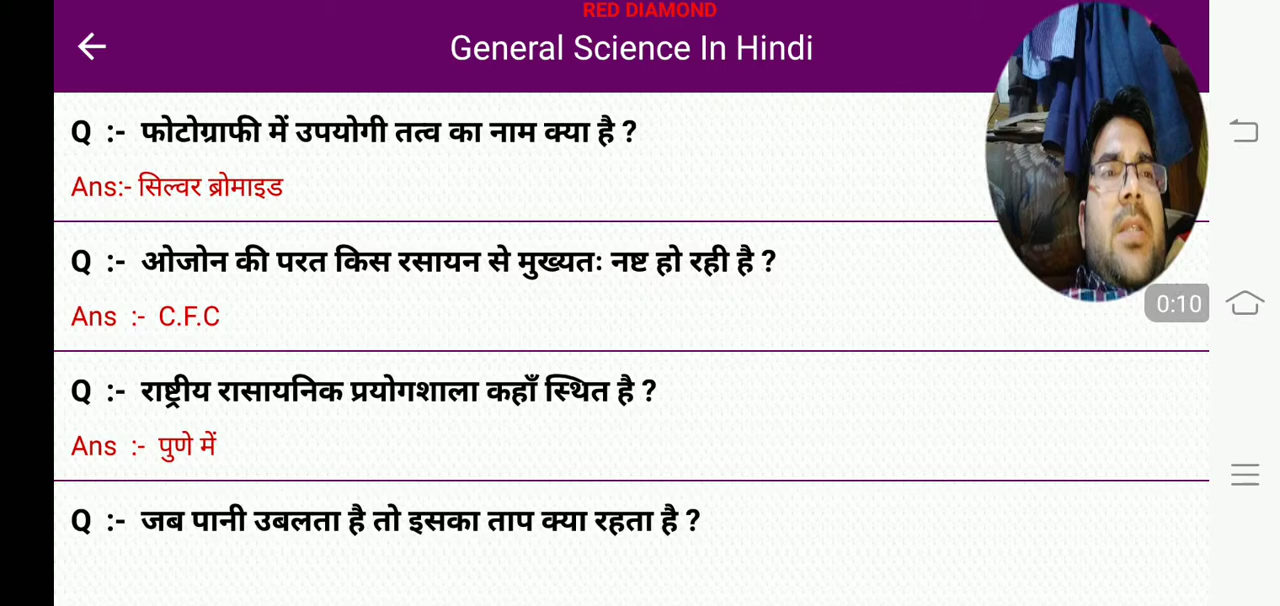 RED DIAMOND
General Science In Hindi
Q :- फोटोग्राफी में उपयोगी तत्व का नाम क्या है ?
Ans:- सिल्वर ब्रोमाइड
Q :- ओजोन की परत किस रसायन से मुख्यतः नष्ट हो रही है ?
Ans :- C.F.C
0:10
Q :- राष्ट्रीय रासायनिक प्रयोगशाला कहाँ स्थित है ?
Ans :- पुणे में
Q :- जब पानी उबलता है तो इसका ताप क्या रहता है ?